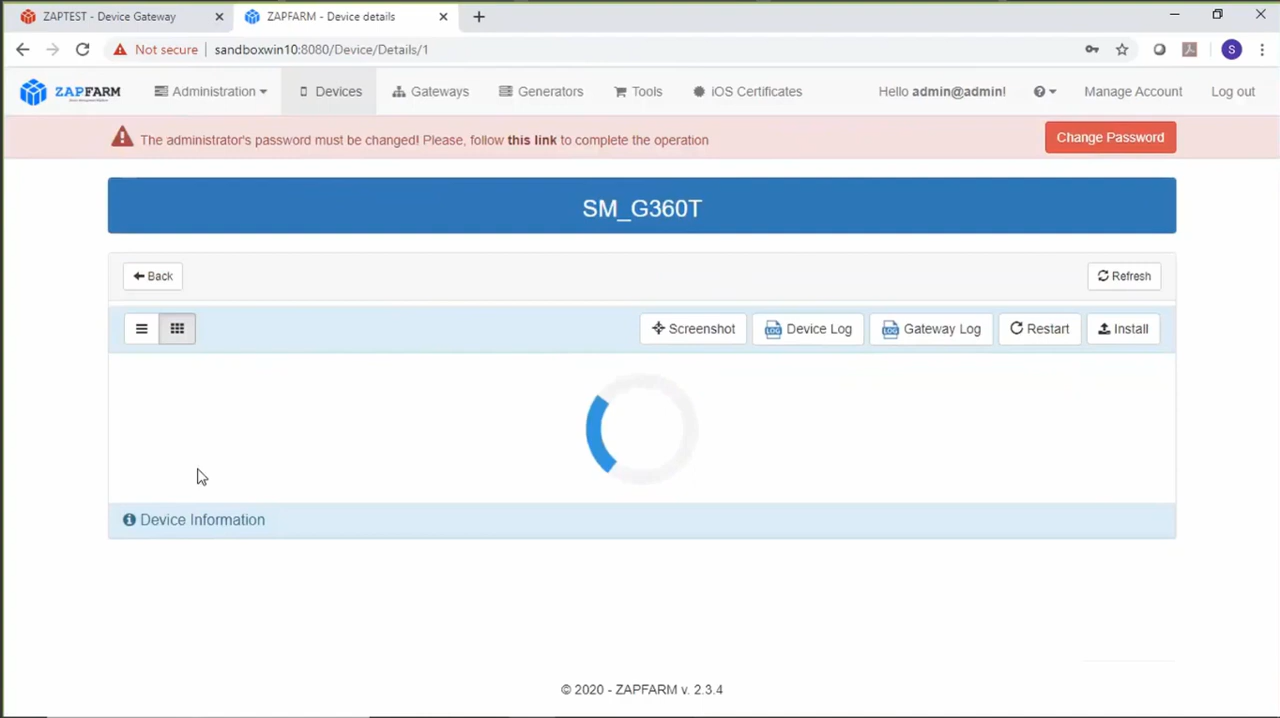 ZAPTEST - Device Gateway
ZAPFARM - Device details
Not secure
sandboxwin10:8080/Device/Details/1
S
ZAPFARM
Administration
Devices
Gateways
Generators
Tools
iOS Certificates
Hello admin@admin!
Manage Account
Log out
The administrator's password must be changed! Please, follow this link to complete the operation
Change Password
SM_G360T
Back
Refresh
Screenshot
LOG Device Log
LOG Gateway Log
Restart
Install
Device Information
© 2020 - ZAPFARM v. 2.3.4